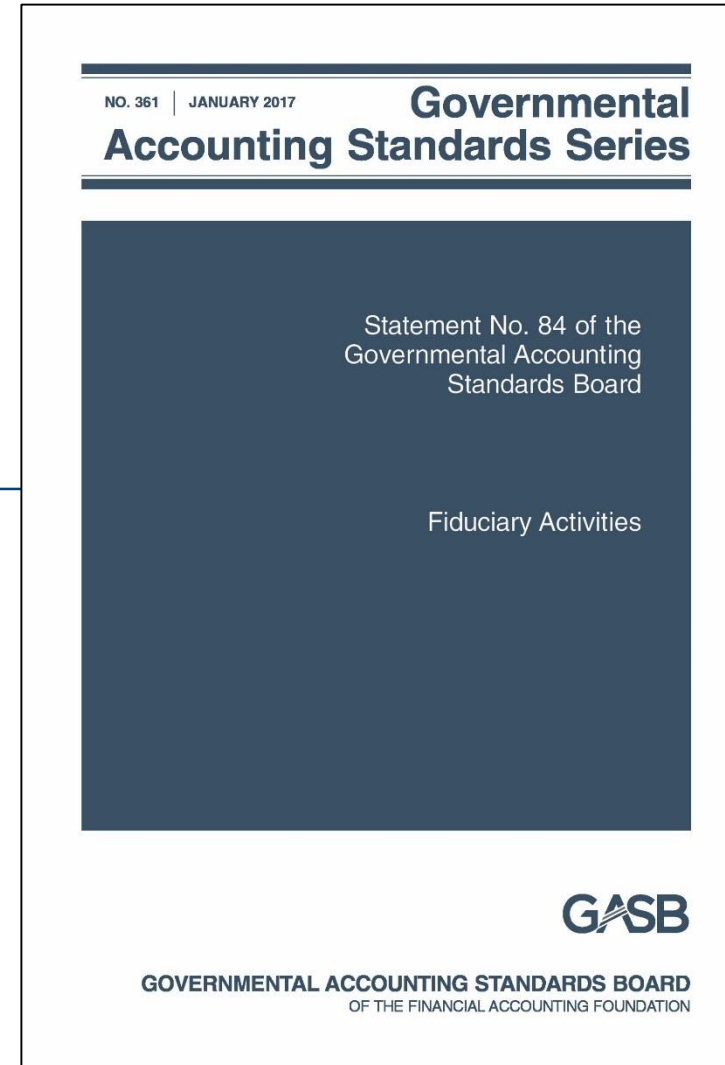 NO. 361 | JANUARY 2017
Governmental
Accounting Standards Series
Statement No. 84 of the
Governmental Accounting
Standards Board
Fiduciary Activities
GASB
GOVERNMENTAL ACCOUNTING STANDARDS BOARD
OF THE FINANCIAL ACCOUNTING FOUNDATION